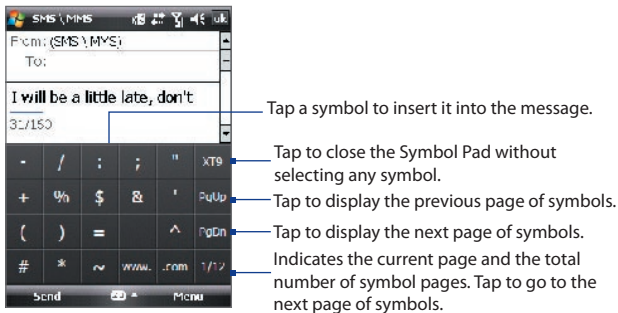 SMS \ MMS uk
From: (SMS \ MMS)
To:
I will be a little late, don't
31/160
- / : ; " XT9
+ % $ & ' PgUp
( ) = ^ PgDn
# * ~ www. .com 1/12
Send Menu
Tap a symbol to insert it into the message.
Tap to close the Symbol Pad without
selecting any symbol.
Tap to display the previous page of symbols.
Tap to display the next page of symbols.
Indicates the current page and the total
number of symbol pages. Tap to go to the
next page of symbols.